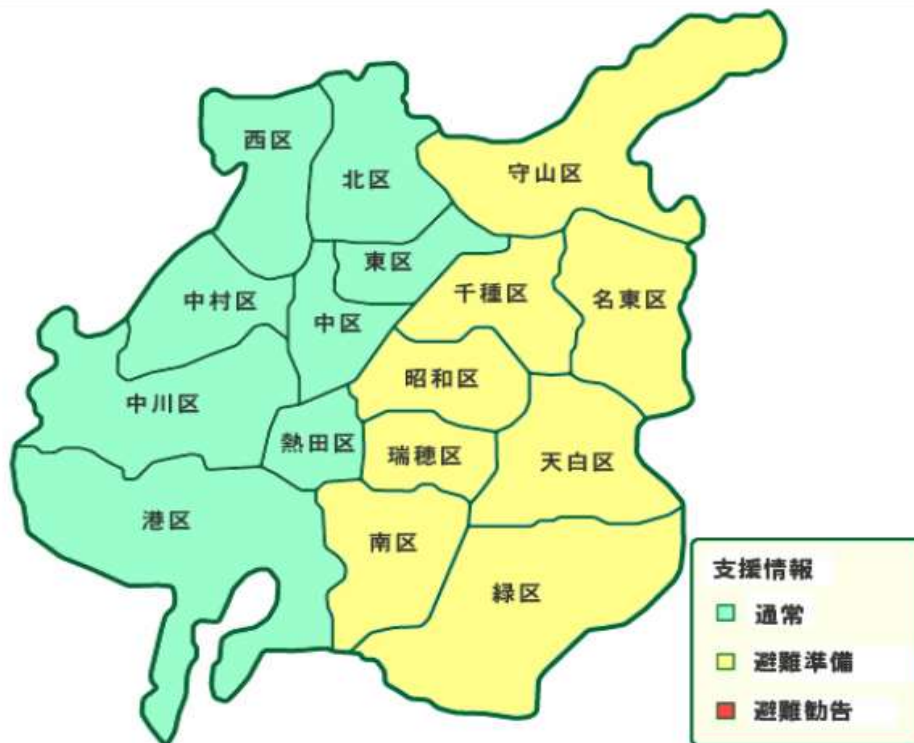 西区
北区
守山区
東区
中村区
千種区
名東区
中区
昭和区
中川区
熱田区
瑞穂区
天白区
港区
南区
緑区
支援情報
通常
避難準備
避難勧告